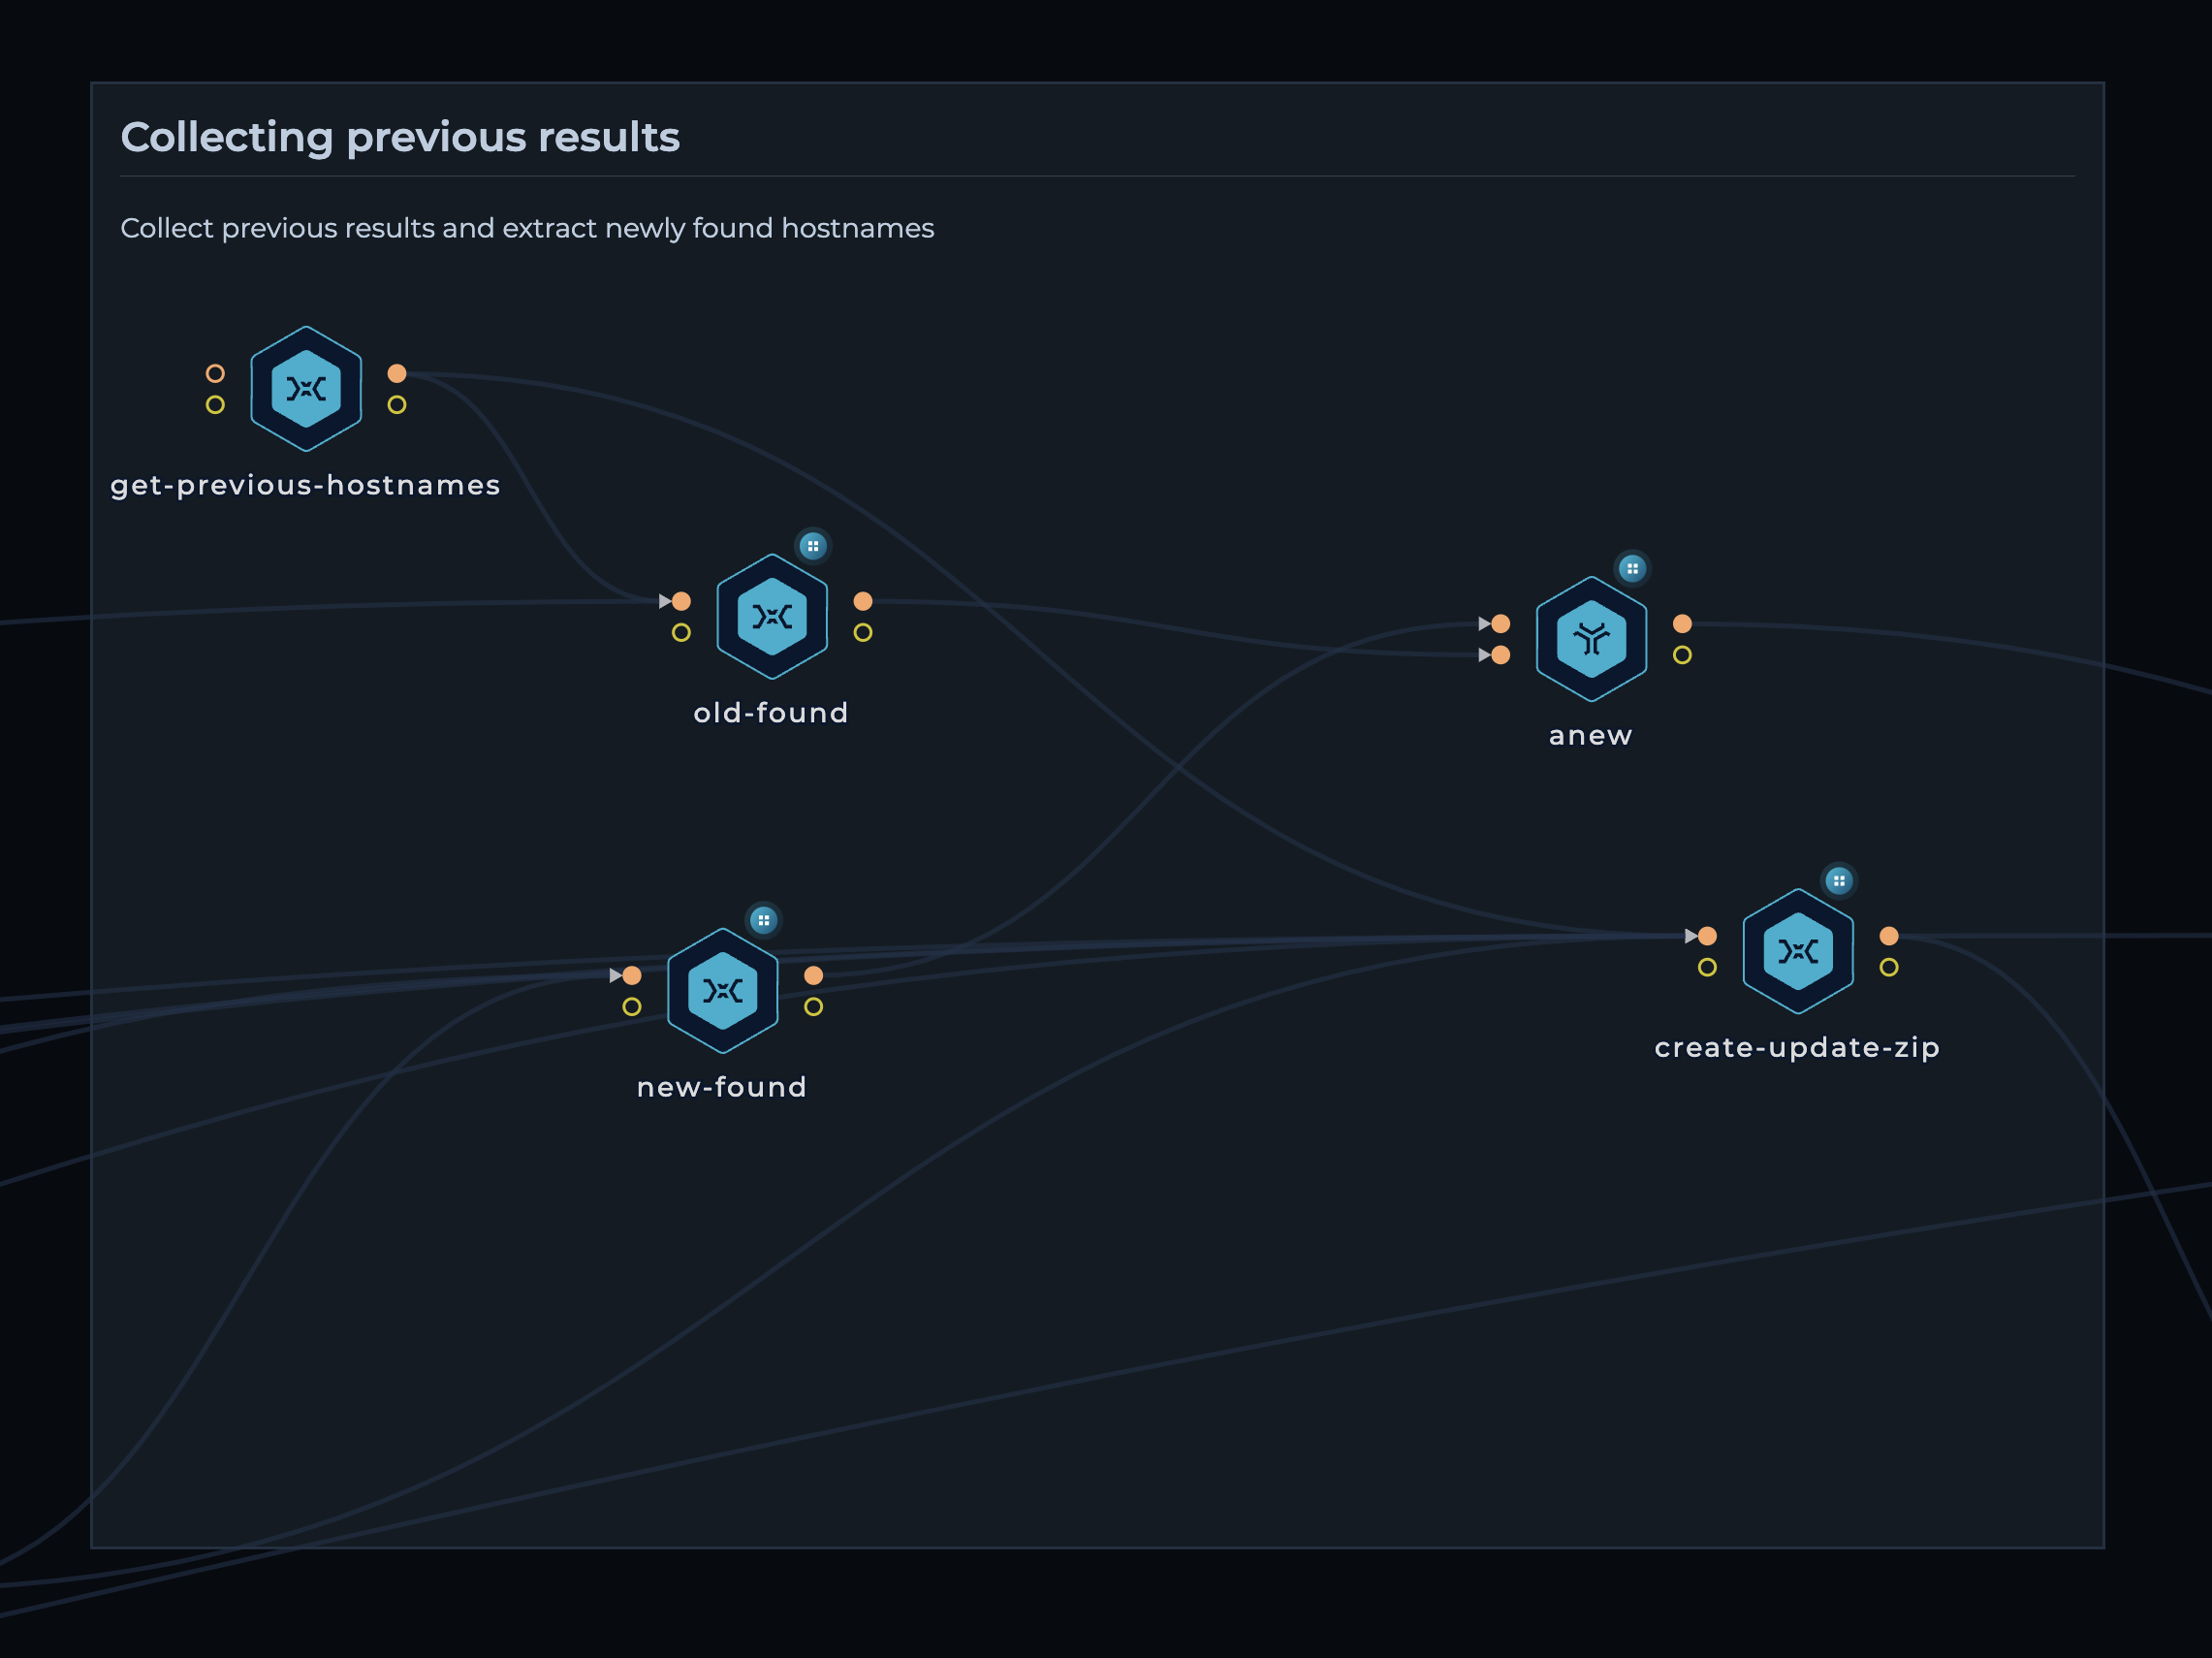 Collecting previous results
Collect previous results and extract newly found hostnames
get-previous-hostnames
old-found
anew
new-found
create-update-zip